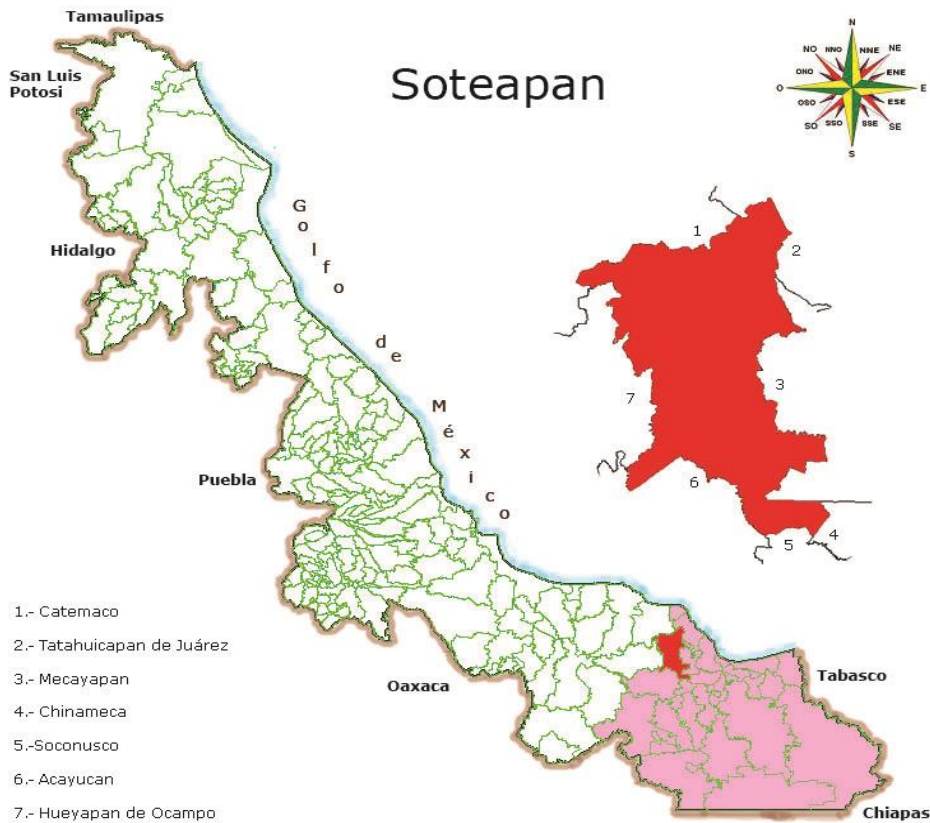 Tamaulipas
San Luis
Potosi
Soteapan
N
NNO
NNE
NO
NE
ONO
ENE
O
E
OSO
ESE
SO
SSO
SSE
SE
S
Golfo de México
Hidalgo
1
2
3
7
6
5
4
Puebla
Oaxaca
Tabasco
Chiapas
1.- Catemaco
2.- Tatahuicapan de Juárez
3.- Mecayapan
4.- Chinameca
5.-Soconusco
6.- Acayucan
7.- Hueyapan de Ocampo